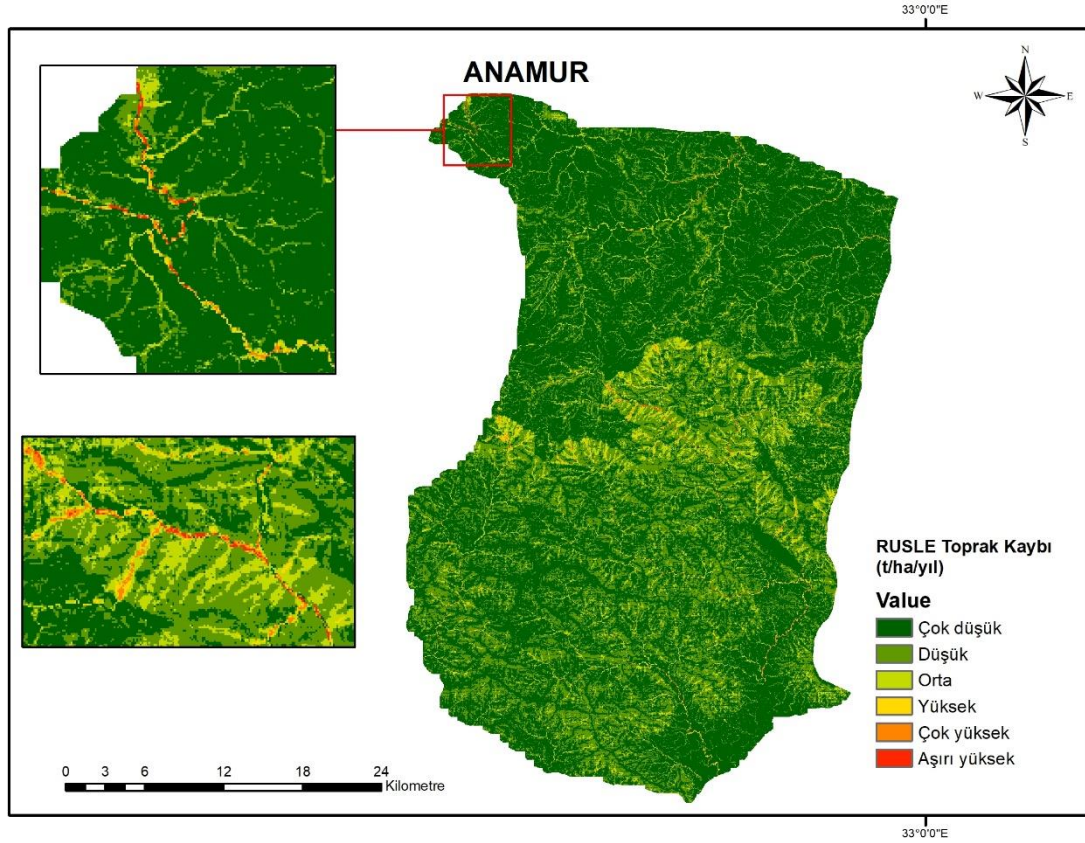 33°0'0"E
ANAMUR
N
W
E
S
RUSLE Toprak Kaybı
(t/ha/yıl)
Value
Çok düşük
Düşük
Orta
Yüksek
Çok yüksek
Aşırı yüksek
0 3 6 12 18 24
Kilometre
33°0'0"E